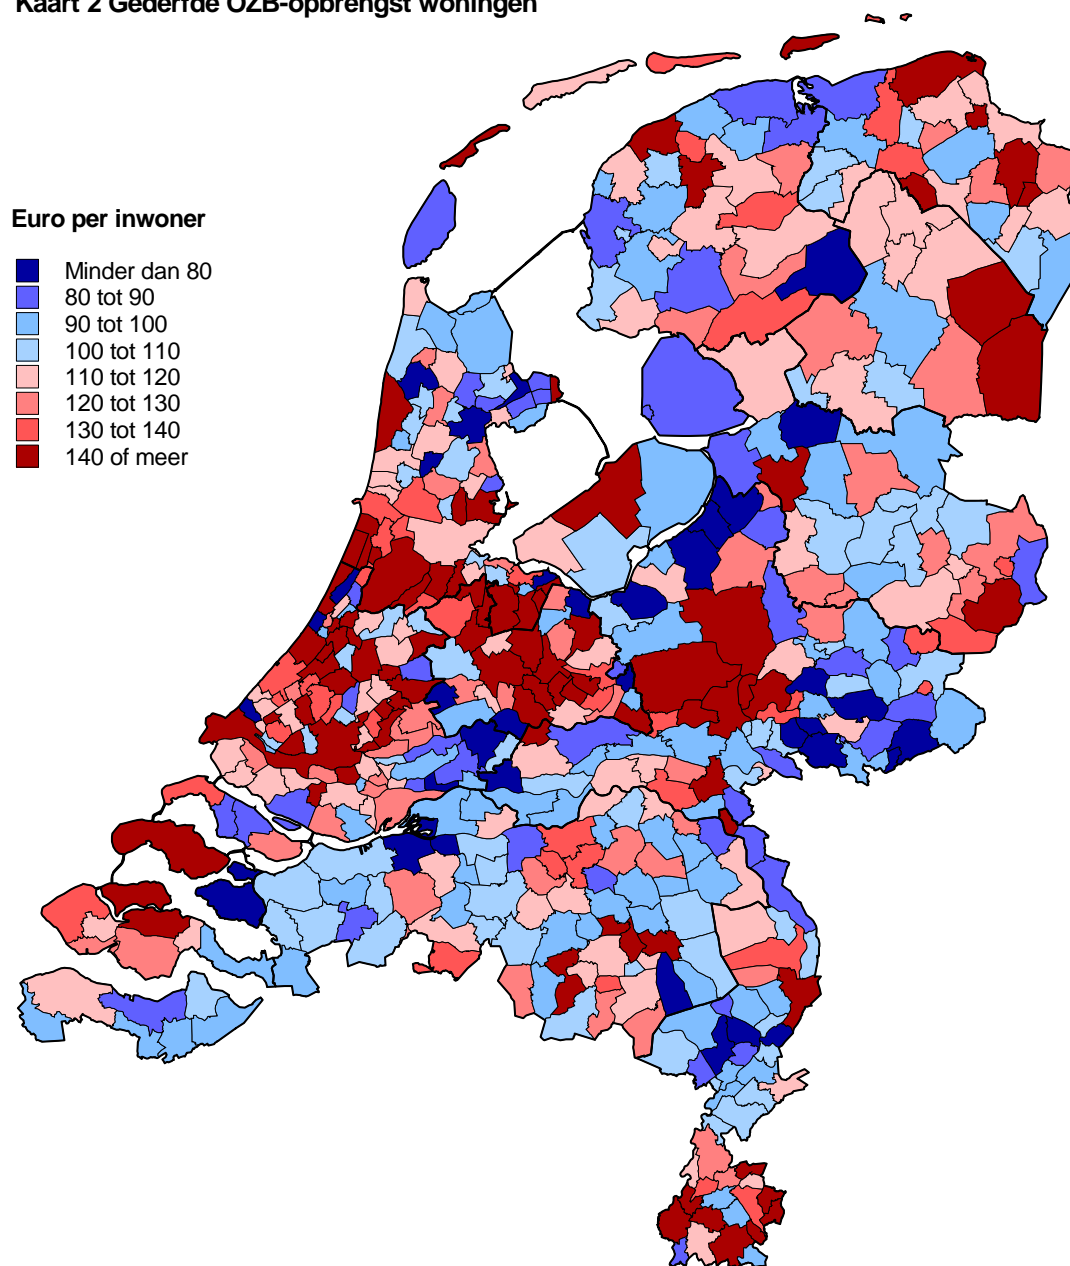 Kaart 2 Gederfde OZB-opbrengst woningen
Euro per inwoner
Minder dan 80
80 tot 90
90 tot 100
100 tot 110
110 tot 120
120 tot 130
130 tot 140
140 of meer